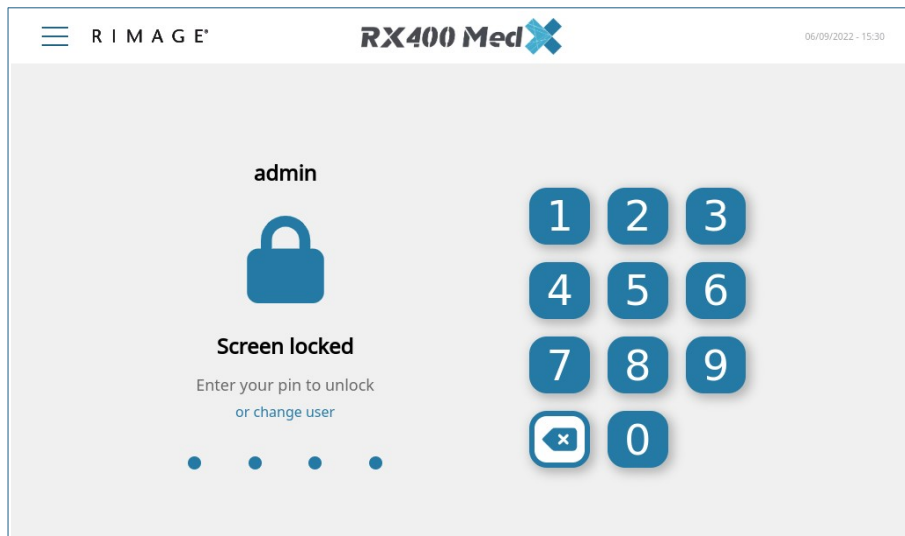 RIMAGE®
RX400 MedX
06/09/2022 - 15:30
admin
Screen locked
Enter your pin to unlock
or change user
1 2 3
4 5 6
7 8 9
0